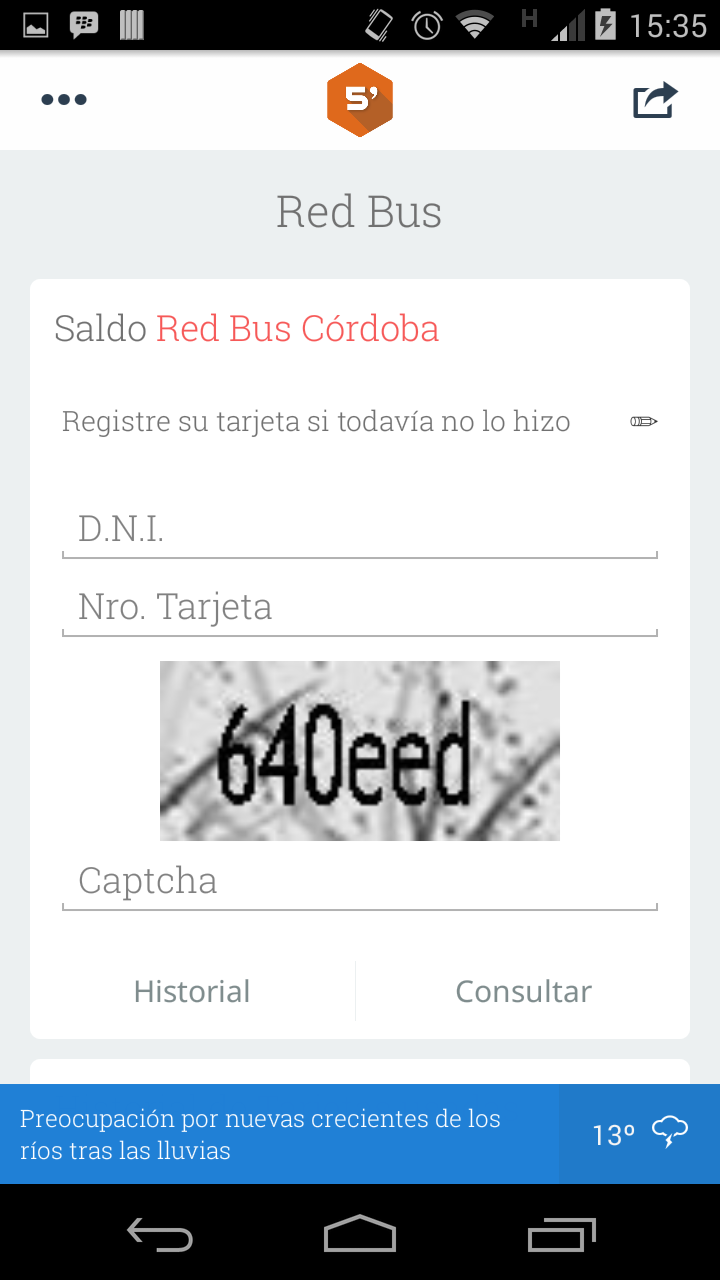 H 15:35
5'
Red Bus
Saldo Red Bus Córdoba
Registre su tarjeta si todavía no lo hizo
D.N.I.
Nro. Tarjeta
640eed
Captcha
Historial Consultar
Preocupación por nuevas crecientes de los
ríos tras las lluvias
13º